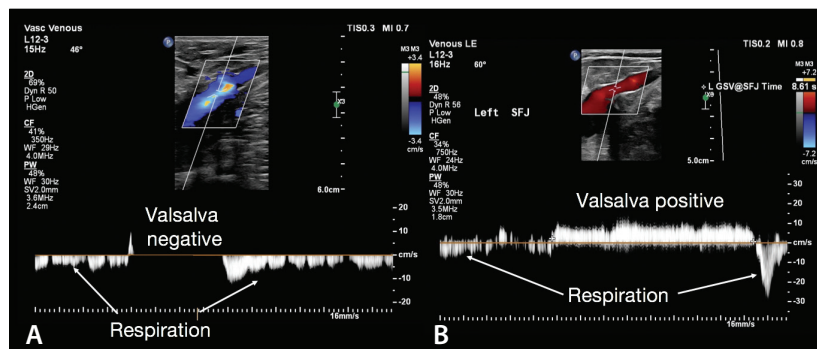 Vasc Venous
L12-3
15Hz
46°
2D
69%
Dyn R 50
P Low
HGen
CF
41%
350Hz
WF 29Hz
4.0MHz
PW
48%
WF 30Hz
SV2.0mm
3.6MHz
2.4cm
P
TIS0.3 MI 0.7
M3 M3
+3.4
X3
-3.4
cm/s
6.0cm
Valsalva
negative
20
10
cm/s
-10
-20
Respiration
16mm/s
A
Venous LE
L12-3
16Hz
60°
2D
48%
Dyn R 56
P Low
HGen
CF
34%
750Hz
WF 24Hz
4.0MHz
PW
48%
WF 30Hz
SV2.0mm
3.5MHz
1.8cm
P
Left SFJ
TIS0.2 MI 0.8
M3 M3
+7.2
L GSV@SFJ Time 8.61 s
-7.2
cm/s
5.0cm
Valsalva positive
30
20
10
cm/s
-10
-20
-30
Respiration
16mm/s
B